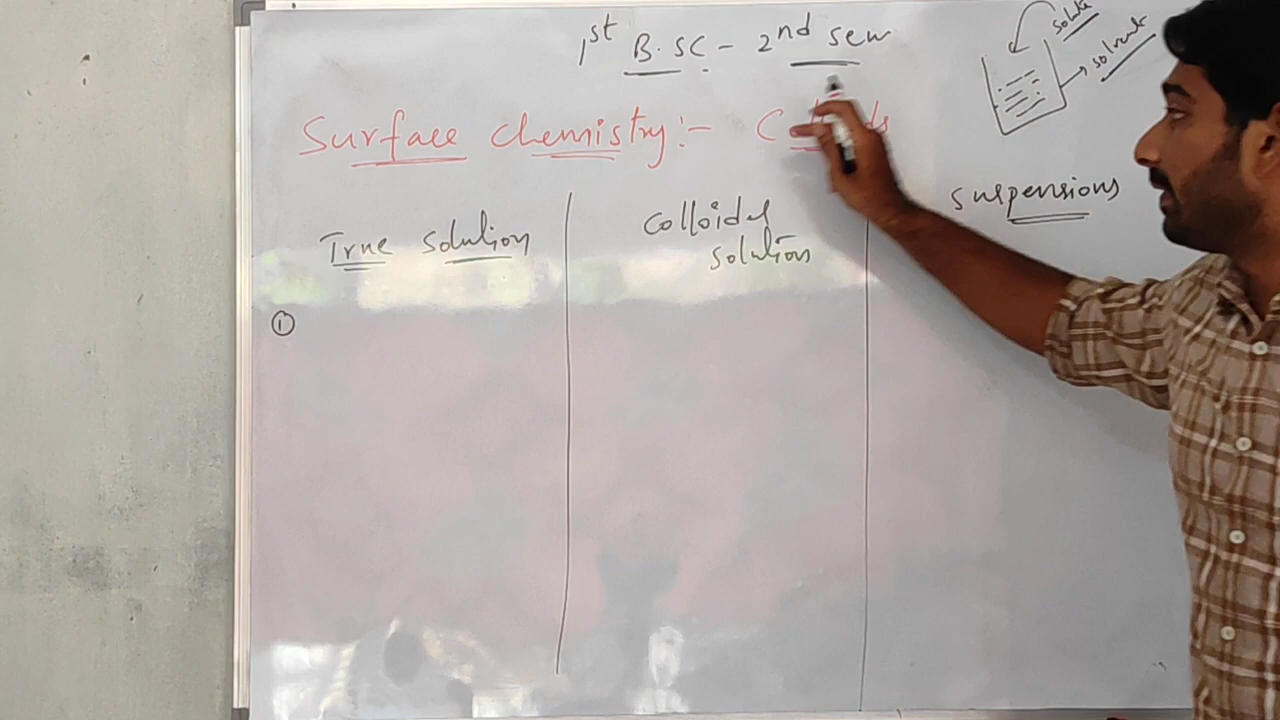 1st B.SC - 2nd sem
solute
solvent
Surface chemistry:-
True solution
Colloidal
solution
suspensions
①